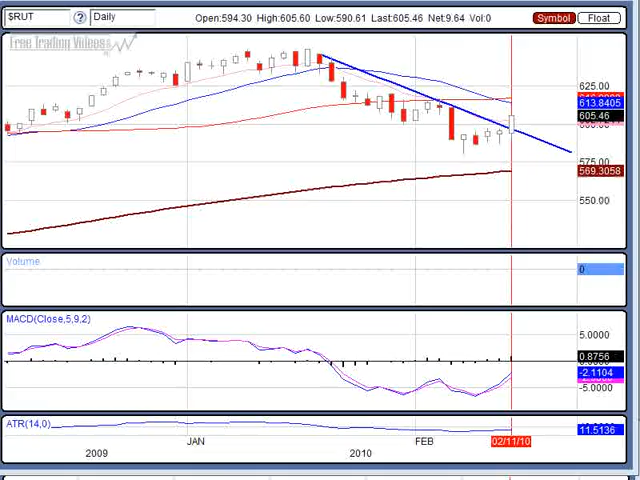 $RUT ? Daily Open:594.30 High:605.60 Low:590.61 Last:605.46 Net:9.64 Vol:0 Symbol Float
Free Trading Videos
625.00
613.8405
605.46
575.00
569.3058
550.00
Volume
0
MACD(Close,5,9,2)
5.0000
0.8756
-2.1104
-5.0000
ATR(14,0)
11.5136
JAN FEB 02/11/10
2009 2010